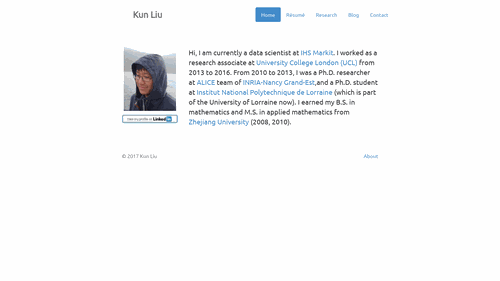 Kun Liu
Home Résumé Research Blog Contact
Hi, I am currently a data scientist at IHS Markit. I worked as a
research associate at University College London (UCL) from
2013 to 2016. From 2010 to 2013, I was a Ph.D. researcher
at ALICE team of INRIA-Nancy Grand-Est,and a Ph.D. student
at Institut National Polytechnique de Lorraine (which is part
of the University of Lorraine now). I earned my B.S. in
mathematics and M.S. in applied mathematics from
Zhejiang University (2008, 2010).
View my profile on LinkedIn
© 2017 Kun Liu
About